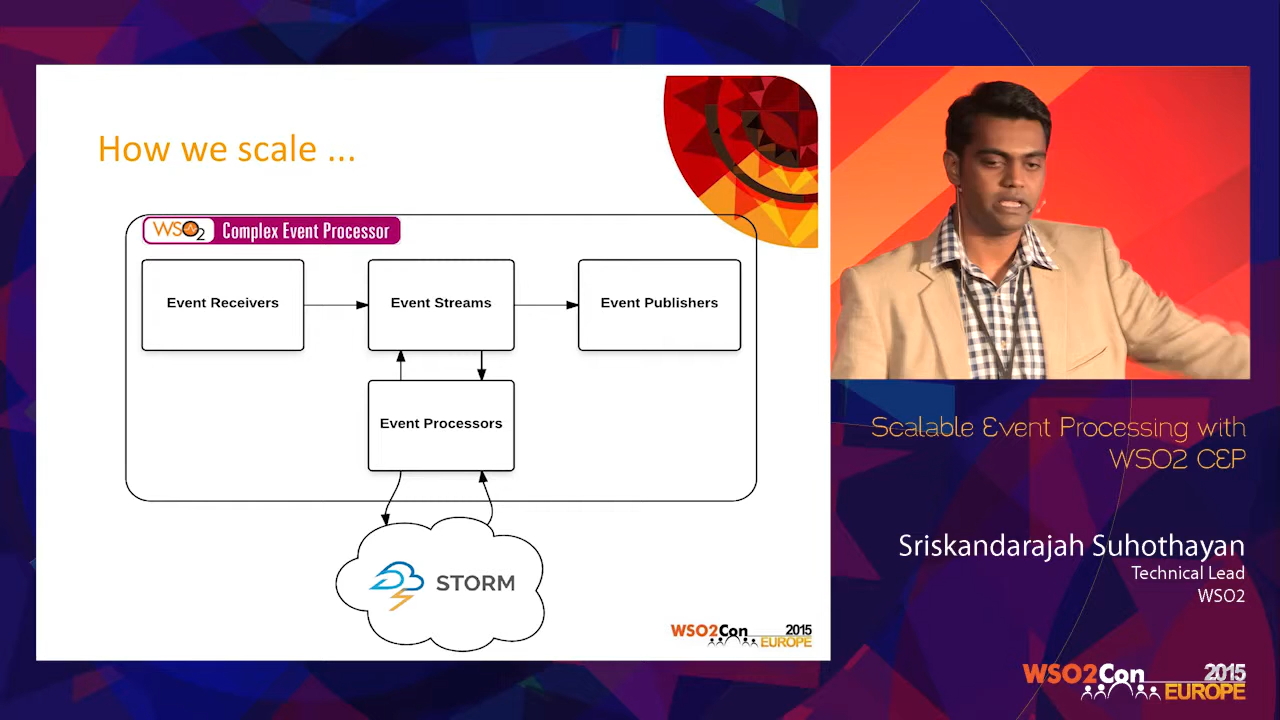 How we scale ...
WSO2 Complex Event Processor
Event Receivers
Event Streams
Event Publishers
Event Processors
STORM
WSO2Con 2015
EUROPE
Scalable Event Processing with
WSO2 CEP
Sriskandarajah Suhothayan
Technical Lead
WSO2
WSO2Con 2015
EUROPE